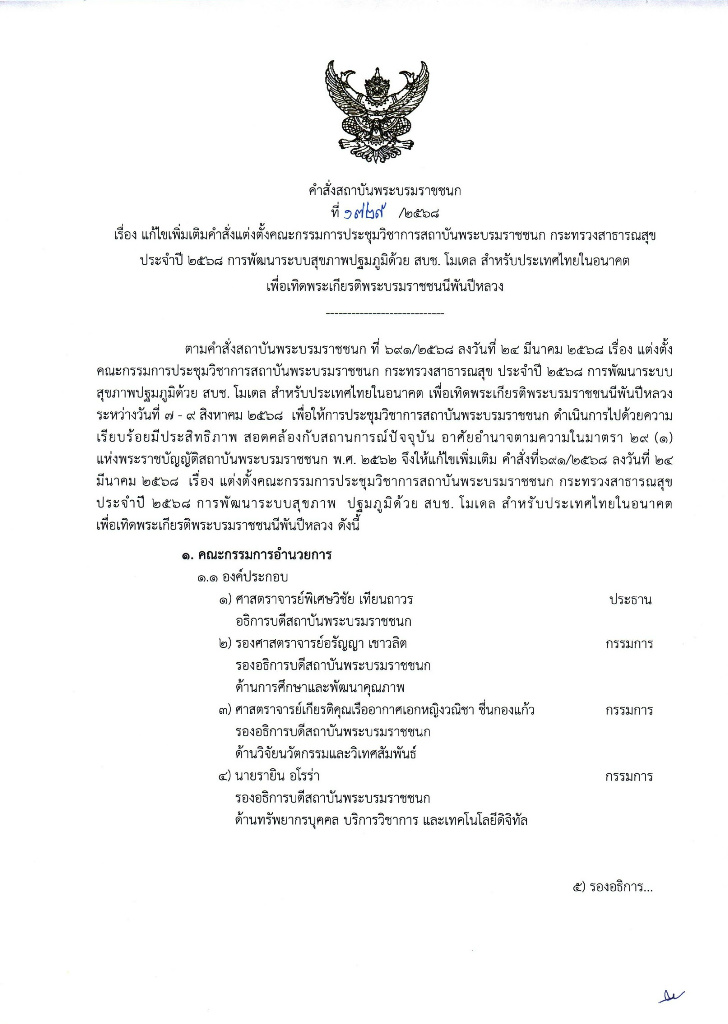 คำสั่งสถาบันพระบรมราชชนก
ที่ ๑๗๒๙ /๒๕๖๘
เรื่อง แก้ไขเพิ่มเติมคำสั่งแต่งตั้งคณะกรรมการประชุมวิชาการสถาบันพระบรมราชชนก กระทรวงสาธารณสุข
ประจำปี ๒๕๖๘ การพัฒนาระบบสุขภาพปฐมภูมิด้วย สบช. โมเดล สำหรับประเทศไทยในอนาคต
เพื่อเทิดพระเกียรติพระบรมราชชนนีพันปีหลวง
----------------------------
ตามคำสั่งสถาบันพระบรมราชชนก ที่ ๖๙๑/๒๕๖๘ ลงวันที่ ๒๔ มีนาคม ๒๕๖๘ เรื่อง แต่งตั้ง
คณะกรรมการประชุมวิชาการสถาบันพระบรมราชชนก กระทรวงสาธารณสุข ประจำปี ๒๕๖๘ การพัฒนาระบบ
สุขภาพปฐมภูมิด้วย สบช. โมเดล สำหรับประเทศไทยในอนาคต เพื่อเทิดพระเกียรติพระบรมราชชนนีพันปีหลวง
ระหว่างวันที่ ๗ - ๙ สิงหาคม ๒๕๖๘ เพื่อให้การประชุมวิชาการสถาบันพระบรมราชชนก ดำเนินการไปด้วยความ
เรียบร้อยมีประสิทธิภาพ สอดคล้องกับสถานการณ์ปัจจุบัน อาศัยอำนาจตามความในมาตรา ๒๙ (๑)
แห่งพระราชบัญญัติสถาบันพระบรมราชชนก พ.ศ. ๒๕๖๒ จึงให้แก้ไขเพิ่มเติม คำสั่งที่๖๙๑/๒๕๖๘ ลงวันที่ ๒๔
มีนาคม ๒๕๖๘ เรื่อง แต่งตั้งคณะกรรมการประชุมวิชาการสถาบันพระบรมราชชนก กระทรวงสาธารณสุข
ประจำปี ๒๕๖๘ การพัฒนาระบบสุขภาพ ปฐมภูมิด้วย สบช. โมเดล สำหรับประเทศไทยในอนาคต
เพื่อเทิดพระเกียรติพระบรมราชชนนีพันปีหลวง ดังนี้
๑. คณะกรรมการอำนวยการ
๑.๑ องค์ประกอบ
๑) ศาสตราจารย์พิเศษวิชัย เทียนถาวร ประธาน
อธิการบดีสถาบันพระบรมราชชนก
๒) รองศาสตราจารย์อรัญญา เชาวลิต กรรมการ
รองอธิการบดีสถาบันพระบรมราชชนก
ด้านการศึกษาและพัฒนาคุณภาพ
๓) ศาสตราจารย์เกียรติคุณเรืออากาศเอกหญิงวณิชา ชื่นกองแก้ว กรรมการ
รองอธิการบดีสถาบันพระบรมราชชนก
ด้านวิจัยนวัตกรรมและวิเทศสัมพันธ์
๔) นายรายิน อโรร่า กรรมการ
รองอธิการบดีสถาบันพระบรมราชชนก
ด้านทรัพยากรบุคคล บริการวิชาการ และเทคโนโลยีดิจิทัล
๕) รองอธิการ...